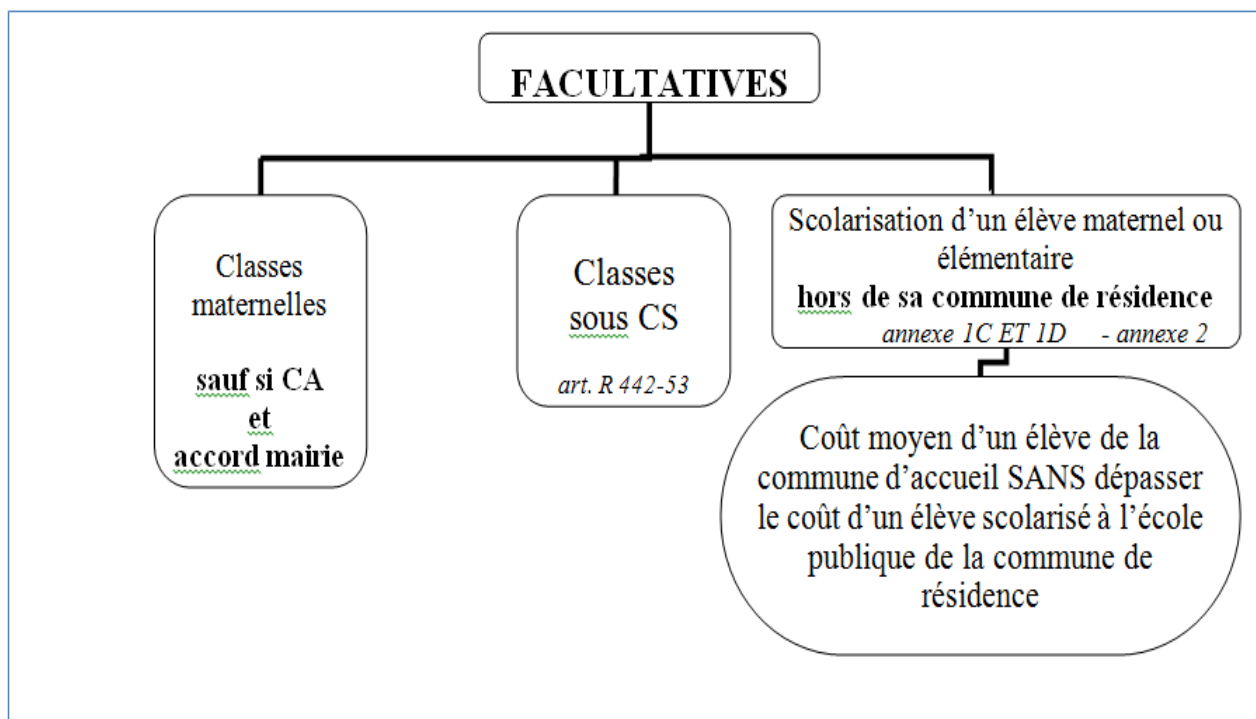 FACULTATIVES
Classes
maternelles
sauf si CA
et
accord mairie
Classes
sous CS
art. R 442-53
Scolarisation d’un élève maternel ou
élémentaire
hors de sa commune de résidence
annexe 1C ET 1D - annexe 2
Coût moyen d’un élève de la
commune d’accueil SANS dépasser
le coût d’un élève scolarisé à l’école
publique de la commune de
résidence